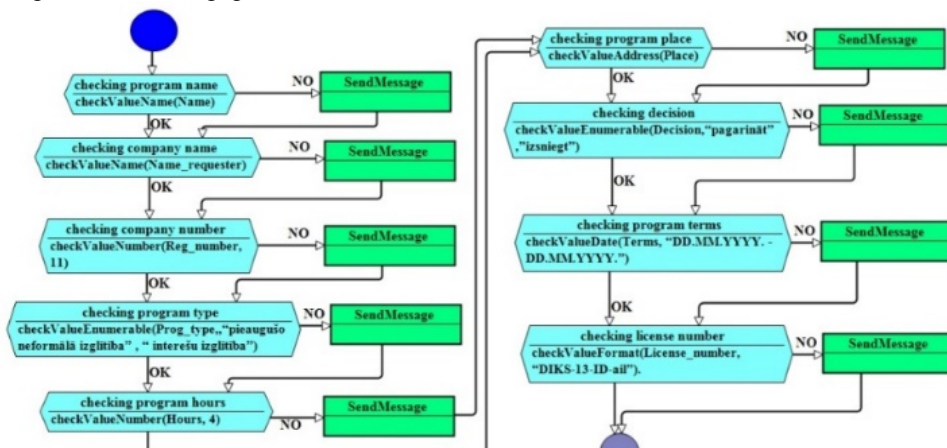 checking program name
checkValueName(Name)
NO
SendMessage
OK
checking company name
checkValueName(Name_requester)
NO
SendMessage
OK
checking company number
checkValueNumber(Reg_number,
11)
NO
SendMessage
OK
checking program type
checkValueEnumerable(Prog_type,„“pieaugušo
neformālā izglītība” , “ interešu izglītība”)
NO
SendMessage
OK
checking program hours
checkValueNumber(Hours, 4)
NO
SendMessage
checking program place
checkValueAddress(Place)
NO
SendMessage
OK
checking decision
checkValueEnumerable(Decision,“pagarināt”
,”izsniegt”)
NO
SendMessage
OK
checking program terms
checkValueDate(Terms, “DD.MM.YYYY. -
DD.MM.YYYY.”)
NO
SendMessage
OK
checking license number
checkValueFormat(License_number,
“DIKS-13-ID-ail”).
NO
SendMessage